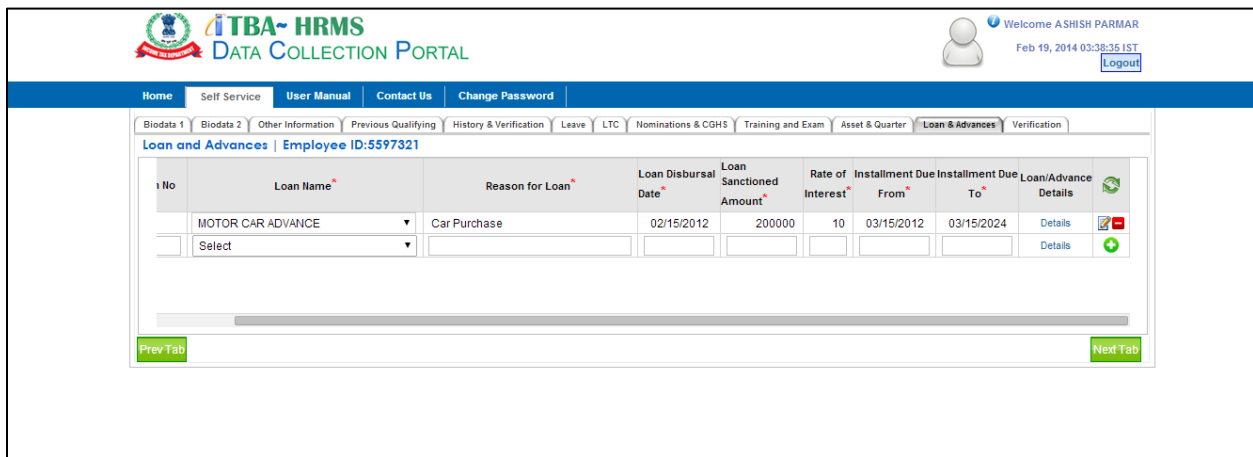 iTBA~ HRMS
DATA COLLECTION PORTAL
Welcome ASHISH PARMAR
Feb 19, 2014 03:38:35 IST
Logout
Home Self Service User Manual Contact Us Change Password
Biodata 1 Biodata 2 Other Information Previous Qualifying History & Verification Leave LTC Nominations & CGHS Training and Exam Asset & Quarter Loan & Advances Verification
Loan and Advances | Employee ID:5597321
No Loan Name* Reason for Loan* Loan Disbursal Date* Loan Sanctioned Amount* Rate of Interest* Installment Due From* Installment Due To* Loan/Advance Details
MOTOR CAR ADVANCE Car Purchase 02/15/2012 200000 10 03/15/2012 03/15/2024 Details
Select Details
Prev Tab Next Tab